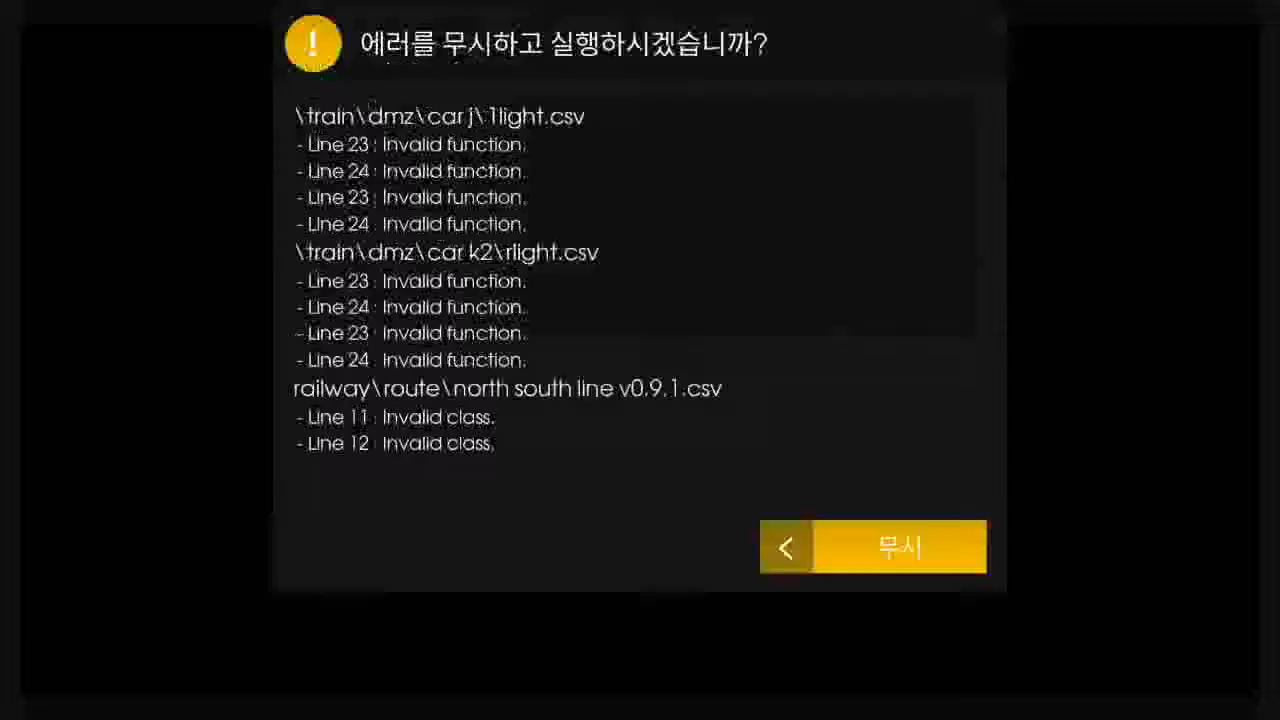 에러를 무시하고 실행하시겠습니까?
\train\dmz\car j\1light.csv
- Line 23 : Invalid function.
- Line 24 : Invalid function.
- Line 23 : Invalid function.
- Line 24 : Invalid function.
\train\dmz\car k2\rlight.csv
- Line 23 : Invalid function.
- Line 24 : Invalid function.
- Line 23 : Invalid function.
- Line 24 : Invalid function.
railway\route\north south line v0.9.1.csv
- Line 11 : Invalid class.
- Line 12 : Invalid class.
< 무시